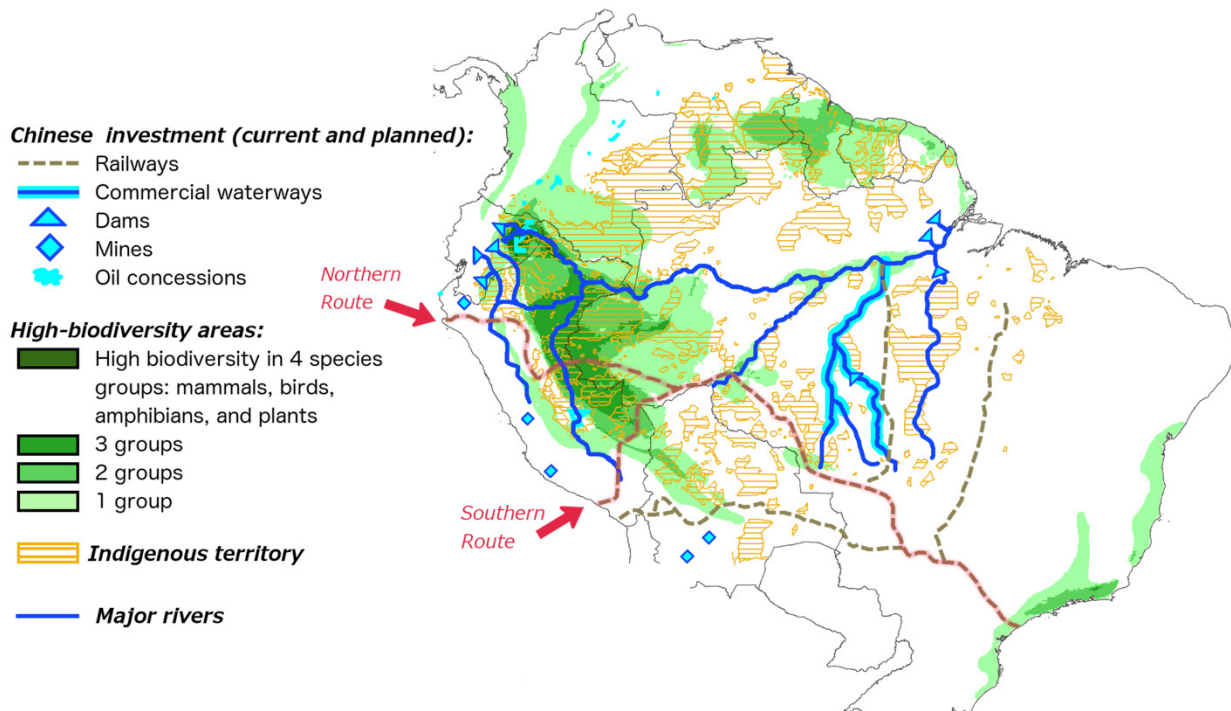 Chinese investment (current and planned):
Railways
Commercial waterways
Dams
Mines
Oil concessions
High-biodiversity areas:
High biodiversity in 4 species
groups: mammals, birds,
amphibians, and plants
3 groups
2 groups
1 group
Indigenous territory
Major rivers
Northern
Route
Southern
Route